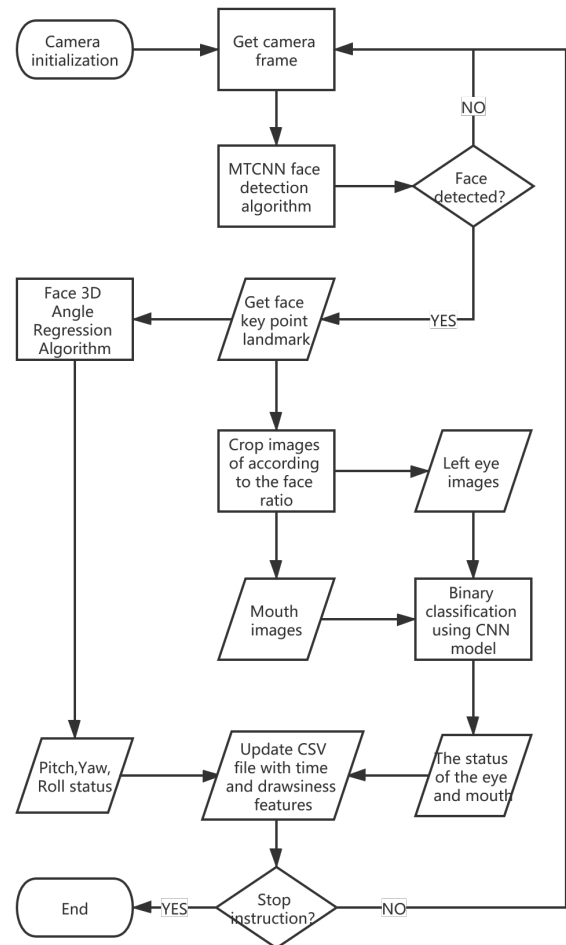 Camera
initialization
Get camera
frame
NO
MTCNN face
detection
algorithm
Face
detected?
Face 3D
Angle
Regression
Algorithm
Get face
key point
landmark
YES
Crop images
of according
to the face
ratio
Left eye
images
Mouth
images
Binary
classification
using CNN
model
Pitch,Yaw,
Roll status
Update CSV
file with time
and drawsiness
features
The status
of the eye
and mouth
End
YES
Stop
instruction?
NO